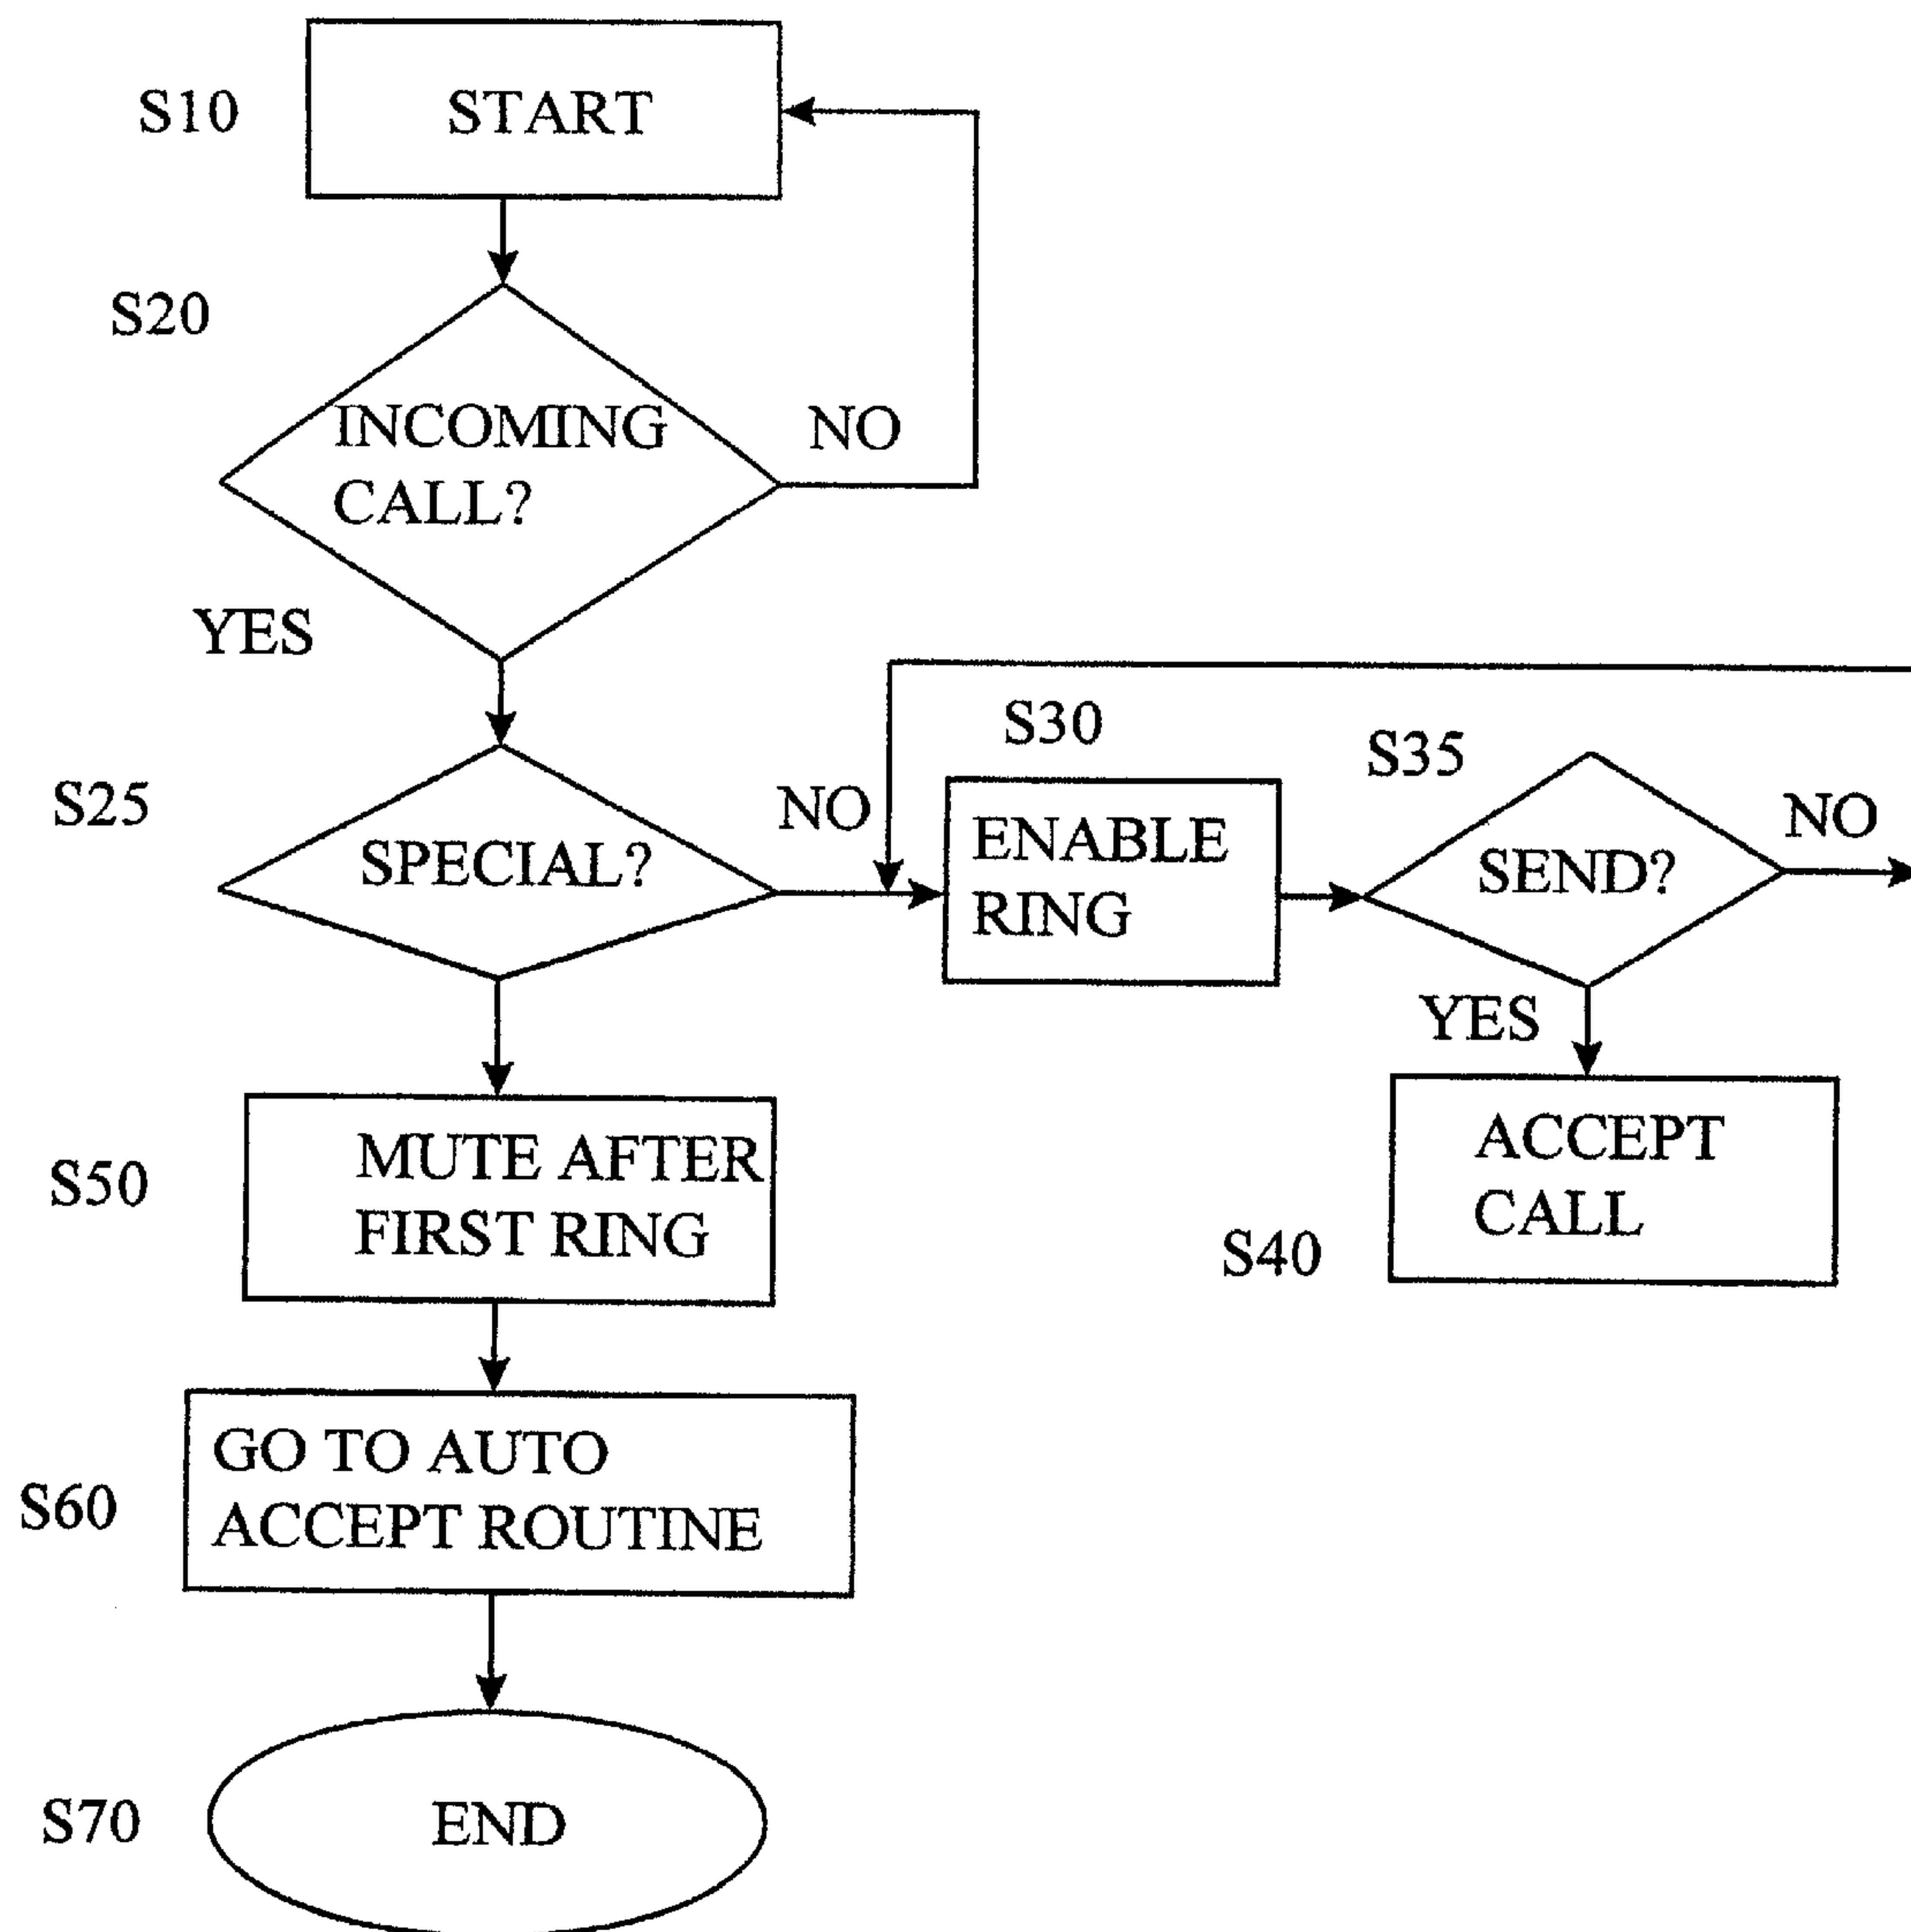 S10
START
S20
INCOMING
CALL?
NO
YES
S25
SPECIAL?
NO
S30
ENABLE
RING
S35
SEND?
NO
YES
S40
ACCEPT
CALL
S50
MUTE AFTER
FIRST RING
S60
GO TO AUTO
ACCEPT ROUTINE
S70
END